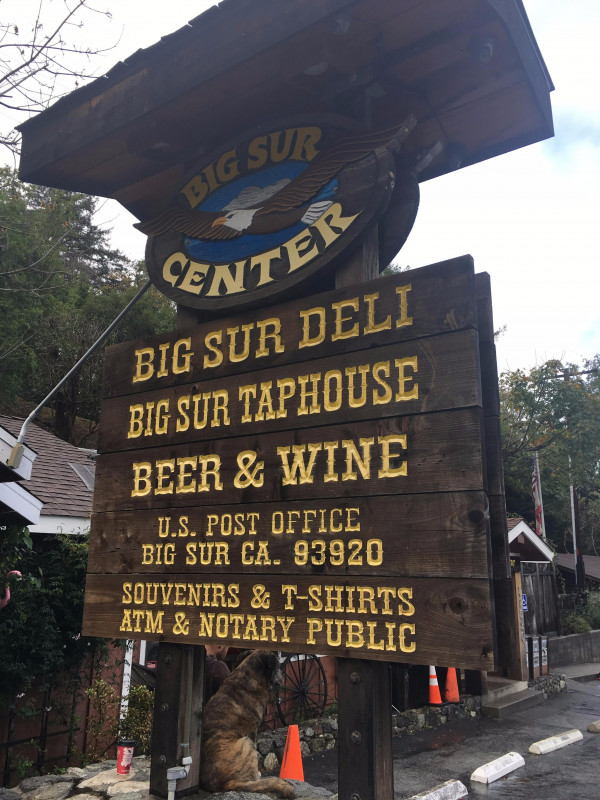 BIG SUR
CENTER
BIG SUR DELI
BIG SUR TAPHOUSE
BEER & WINE
U.S. POST OFFICE
BIG SUR CA. 93920
SOUVENIRS & T-SHIRTS
ATM & NOTARY PUBLIC